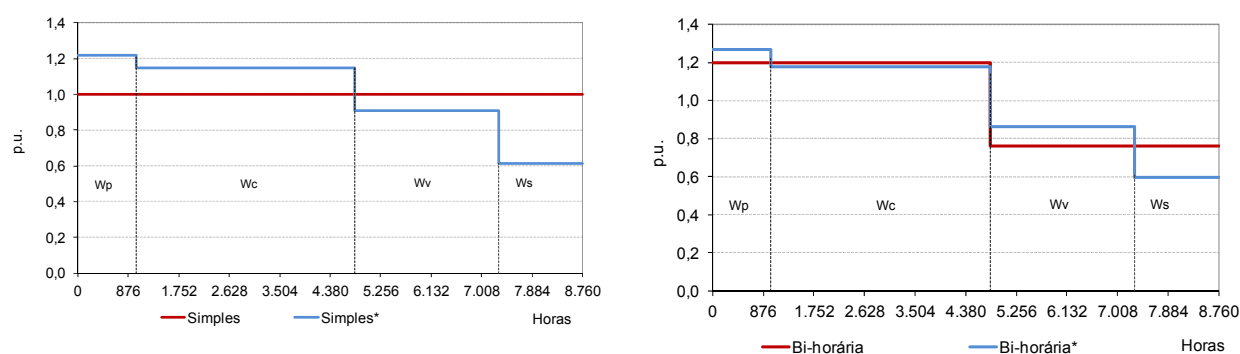 1,4
1,2
1,0
0,8
0,6
0,4
0,2
0,0
p.u.
Wp
Wc
Wv
Ws
0 876 1.752 2.628 3.504 4.380 5.256 6.132 7.008 7.884 8.760
Simples Simples* Horas
1,4
1,2
1,0
0,8
0,6
0,4
0,2
0,0
p.u.
Wp
Wc
Wv
Ws
0 876 1.752 2.628 3.504 4.380 5.256 6.132 7.008 7.884 8.760
Bi-horária Bi-horária* Horas